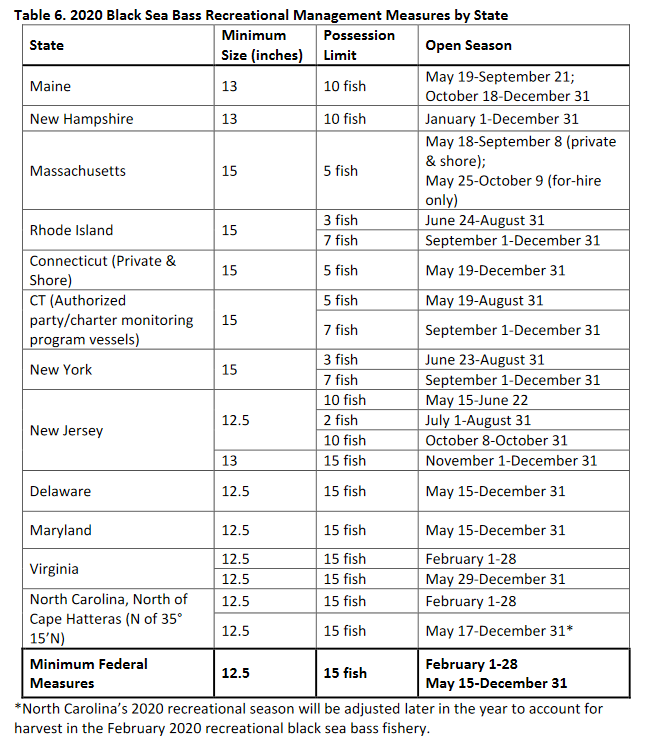 Table 6. 2020 Black Sea Bass Recreational Management Measures by State
State
Minimum
Size (inches)
Possession
Limit
Open Season
Maine
13
10 fish
May 19-September 21;
October 18-December 31
New Hampshire
13
10 fish
January 1-December 31
Massachusetts
15
5 fish
May 18-September 8 (private
& shore);
May 25-October 9 (for-hire
only)
Rhode Island
15
3 fish
June 24-August 31
7 fish
September 1-December 31
Connecticut (Private &
Shore)
15
5 fish
May 19-December 31
CT (Authorized
party/charter monitoring
program vessels)
15
5 fish
May 19-August 31
7 fish
September 1-December 31
New York
15
3 fish
June 23-August 31
7 fish
September 1-December 31
New Jersey
12.5
10 fish
May 15-June 22
2 fish
July 1-August 31
10 fish
October 8-October 31
13
15 fish
November 1-December 31
Delaware
12.5
15 fish
May 15-December 31
Maryland
12.5
15 fish
May 15-December 31
Virginia
12.5
15 fish
February 1-28
12.5
15 fish
May 29-December 31
North Carolina, North of
Cape Hatteras (N of 35°
15’N)
12.5
15 fish
February 1-28
12.5
15 fish
May 17-December 31*
Minimum Federal
Measures
12.5
15 fish
February 1-28
May 15-December 31
*North Carolina’s 2020 recreational season will be adjusted later in the year to account for
harvest in the February 2020 recreational black sea bass fishery.